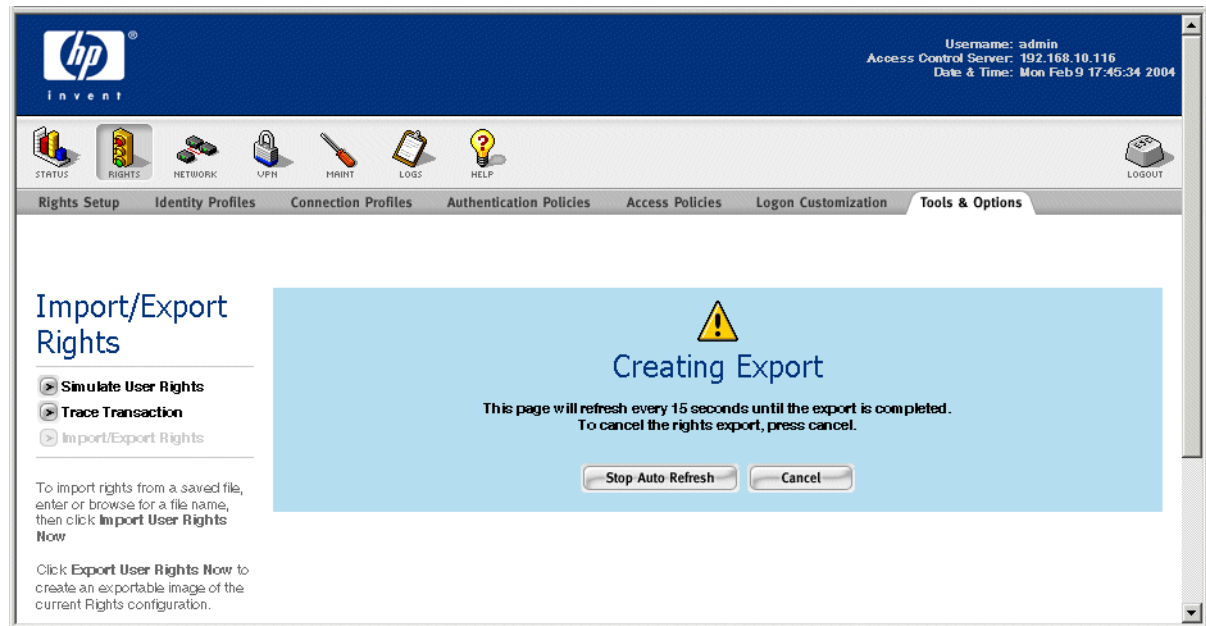 hp
®
invent
Username: admin
Access Control Server: 192.168.10.116
Date & Time: Mon Feb 9 17:45:34 2004
STATUS
RIGHTS
NETWORK
VPN
MAINT
LOGS
HELP
LOGOUT
Rights Setup
Identity Profiles
Connection Profiles
Authentication Policies
Access Policies
Logon Customization
Tools & Options
Import/Export
Rights
Simulate User Rights
Trace Transaction
Import/Export Rights
To import rights from a saved file,
enter or browse for a file name,
then click Import User Rights
Now
Click Export User Rights Now to
create an exportable image of the
current Rights configuration.
Creating Export
This page will refresh every 15 seconds until the export is completed.
To cancel the rights export, press cancel.
Stop Auto Refresh
Cancel